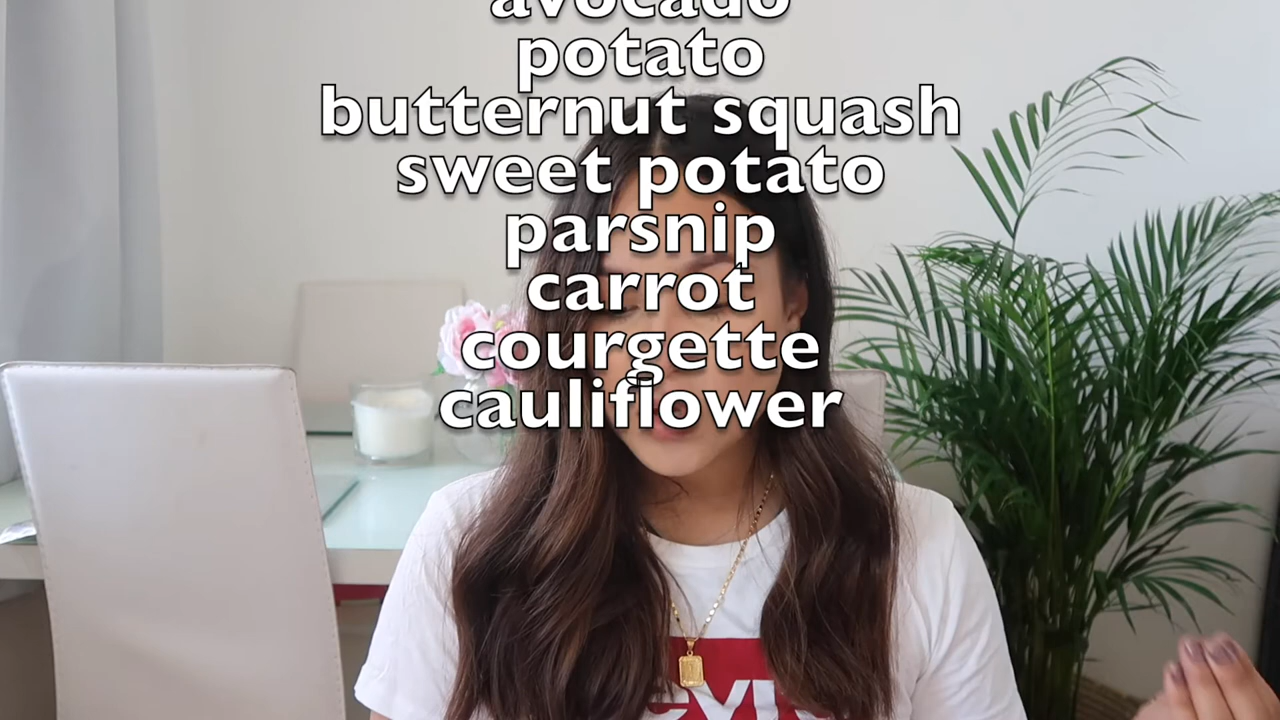 avocado
potato
butternut squash
sweet potato
parsnip
carrot
courgette
cauliflower